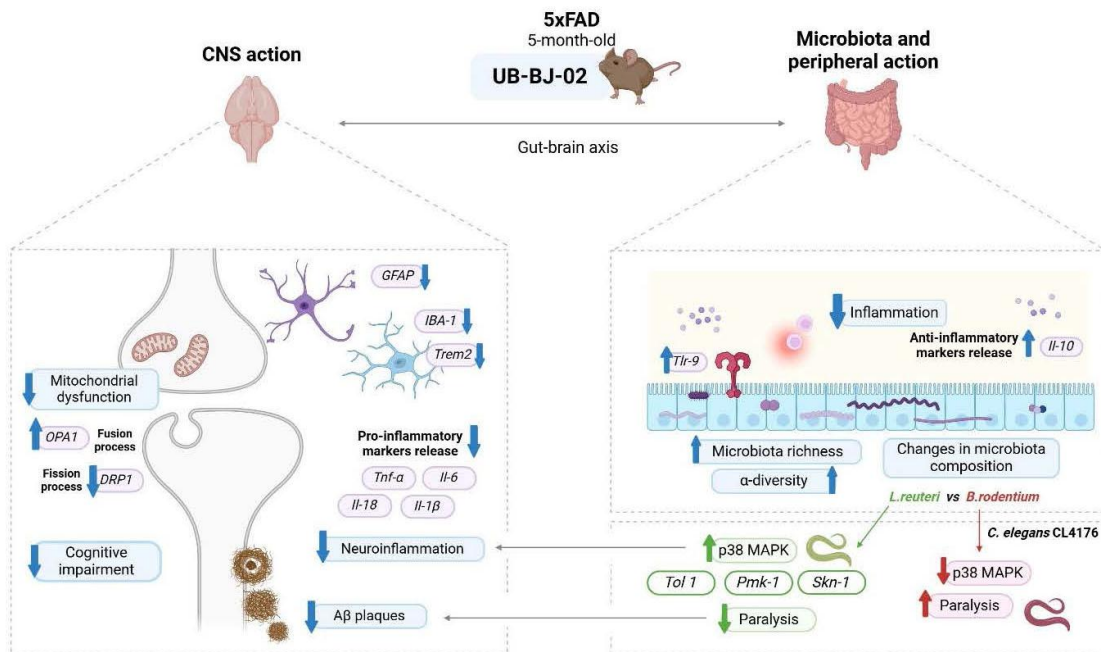 5xFAD
5-month-old
UB-BJ-02
CNS action
Microbiota and
peripheral action
Gut-brain axis
GFAP
IBA-1
Trem2
Mitochondrial
dysfunction
OPA1
Fusion
process
Fission
process
DRP1
Pro-inflammatory
markers release
Tnf-α
Il-6
Il-18
Il-1β
Cognitive
impairment
Neuroinflammation
Aβ plaques
Inflammation
Anti-inflammatory
markers release
Il-10
Tlr-9
Microbiota richness
α-diversity
Changes in microbiota
composition
L.reuteri vs B.rodentium
C. elegans CL4176
p38 MAPK
Tol 1
Pmk-1
Skn-1
Paralysis
p38 MAPK
Paralysis